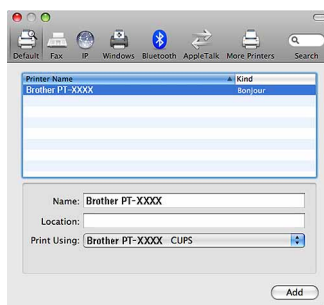 Default Fax IP Windows Bluetooth AppleTalk More Printers Search
Printer Name Kind
Brother PT-XXXX Bonjour
Name: Brother PT-XXXX
Location:
Print Using: Brother PT-XXXX CUPS
Add